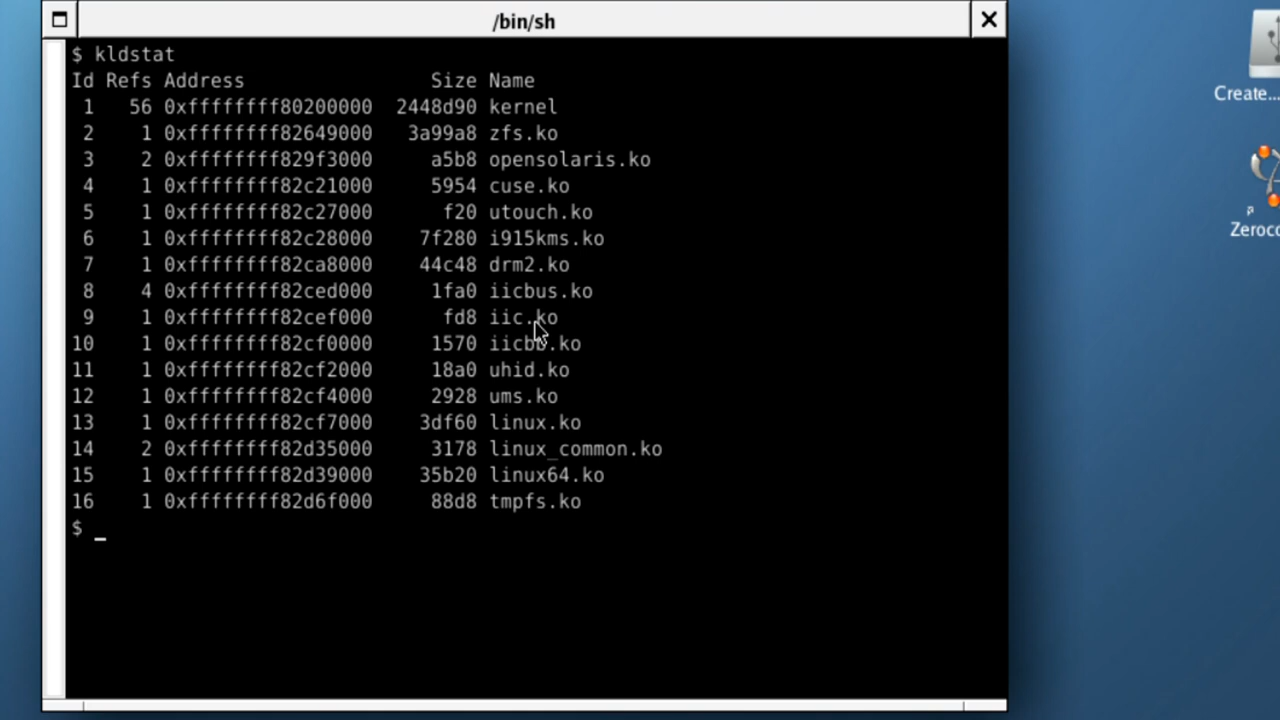 /bin/sh
$ kldstat
Id Refs Address Size Name
1 56 0xffffffff80200000 2448d90 kernel
2 1 0xffffffff82649000 3a99a8 zfs.ko
3 2 0xffffffff829f3000 a5b8 opensolaris.ko
4 1 0xffffffff82c21000 5954 cuse.ko
5 1 0xffffffff82c27000 f20 utouch.ko
6 1 0xffffffff82c28000 7f280 i915kms.ko
7 1 0xffffffff82ca8000 44c48 drm2.ko
8 4 0xffffffff82ced000 1fa0 iicbus.ko
9 1 0xffffffff82cef000 fd8 iic.ko
10 1 0xffffffff82cf0000 1570 iicbb.ko
11 1 0xffffffff82cf2000 18a0 uhid.ko
12 1 0xffffffff82cf4000 2928 ums.ko
13 1 0xffffffff82cf7000 3df60 linux.ko
14 2 0xffffffff82d35000 3178 linux_common.ko
15 1 0xffffffff82d39000 35b20 linux64.ko
16 1 0xffffffff82d6f000 88d8 tmpfs.ko
$ _
Create...